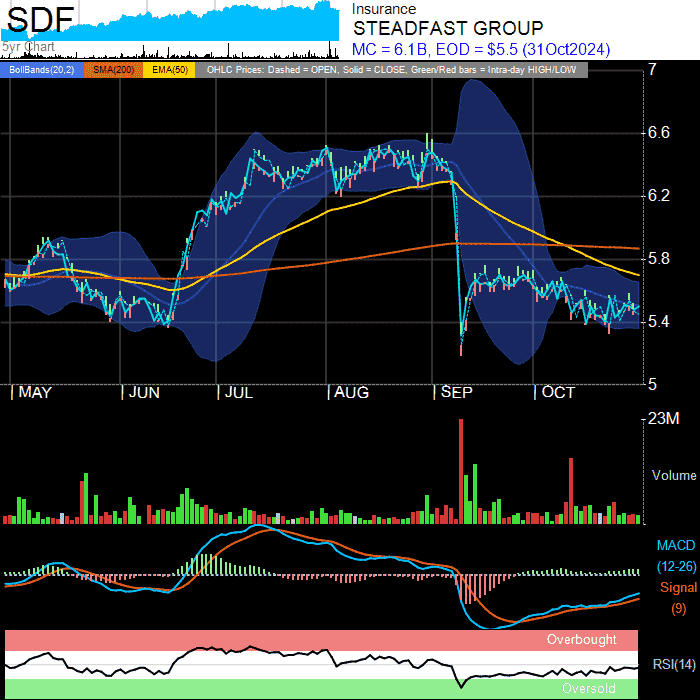 SDF
5yr Chart
Insurance
STEADFAST GROUP
MC = 6.1B, EOD = $5.5 (31Oct2024)
BollBands(20,2) SMA(200) EMA(50) OHLC Prices: Dashed = OPEN, Solid = CLOSE, Green/Red bars = Intra-day HIGH/LOW
7
6.6
6.2
5.8
5.4
5
| MAY | JUN | JUL | AUG | SEP | OCT
23M
Volume
MACD
(12-26)
Signal
(9)
Overbought
RSI(14)
Oversold